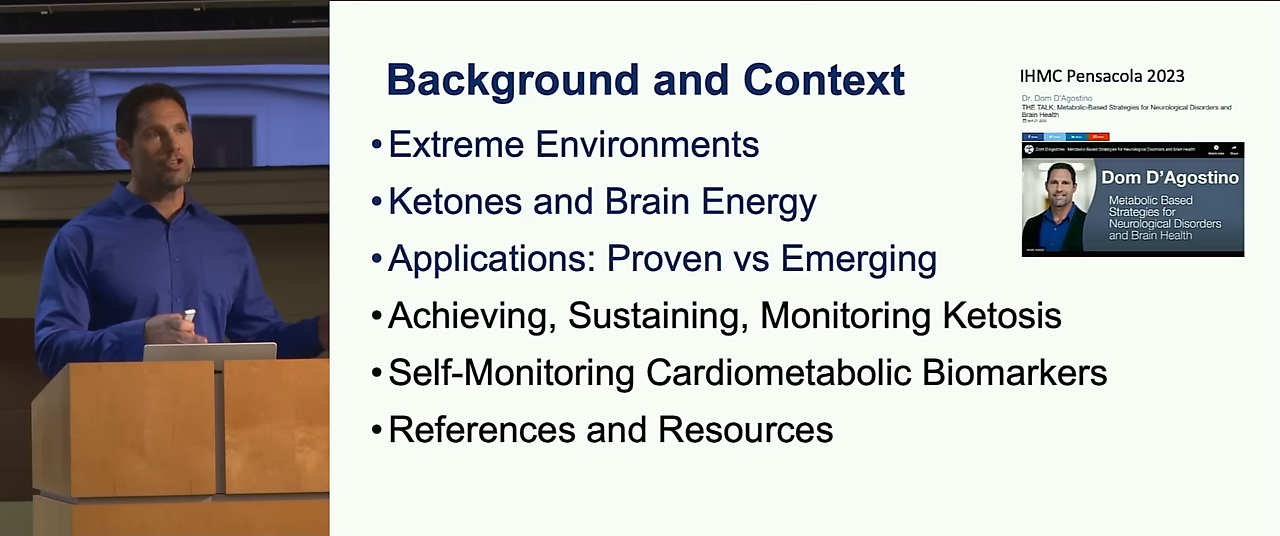 Background and Context
• Extreme Environments
• Ketones and Brain Energy
• Applications: Proven vs Emerging
• Achieving, Sustaining, Monitoring Ketosis
• Self-Monitoring Cardiometabolic Biomarkers
• References and Resources
IHMC Pensacola 2023
Dr. Dom D'Agostino
THE TALK: Metabolic-Based Strategies for Neurological Disorders and
Brain Health
Dom D'Agostino - Metabolic Based Strategies for Neurological Disorders and Brain Health
Dom D'Agostino
Metabolic Based
Strategies for
Neurological Disorders
and Brain Health